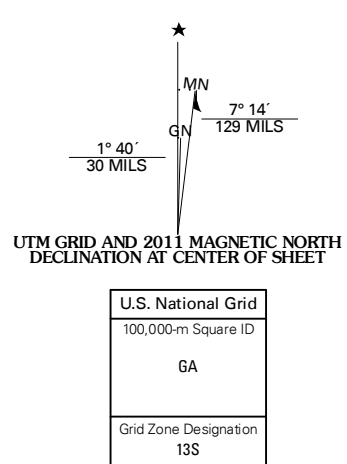 MN
7° 14´
129 MILS
GN
1° 40´
30 MILS
UTM GRID AND 2011 MAGNETIC NORTH
DECLINATION AT CENTER OF SHEET
U.S. National Grid
100,000-m Square ID
GA
Grid Zone Designation
13S